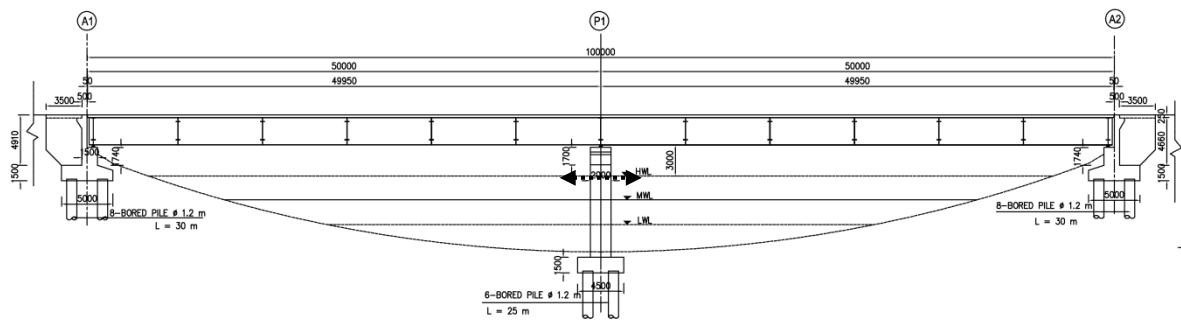 A1
P1
A2
100000
50000
50000
50
49950
49950
50
3500
500
500
3500
4910
1500
1500
1740
1700
2000
3000
HWL
MWL
LWL
1740
250
4660
1500
5000
5000
8-BORED PILE ø 1.2 m
L = 30 m
8-BORED PILE ø 1.2 m
L = 30 m
1500
4500
6-BORED PILE ø 1.2 m
L = 25 m